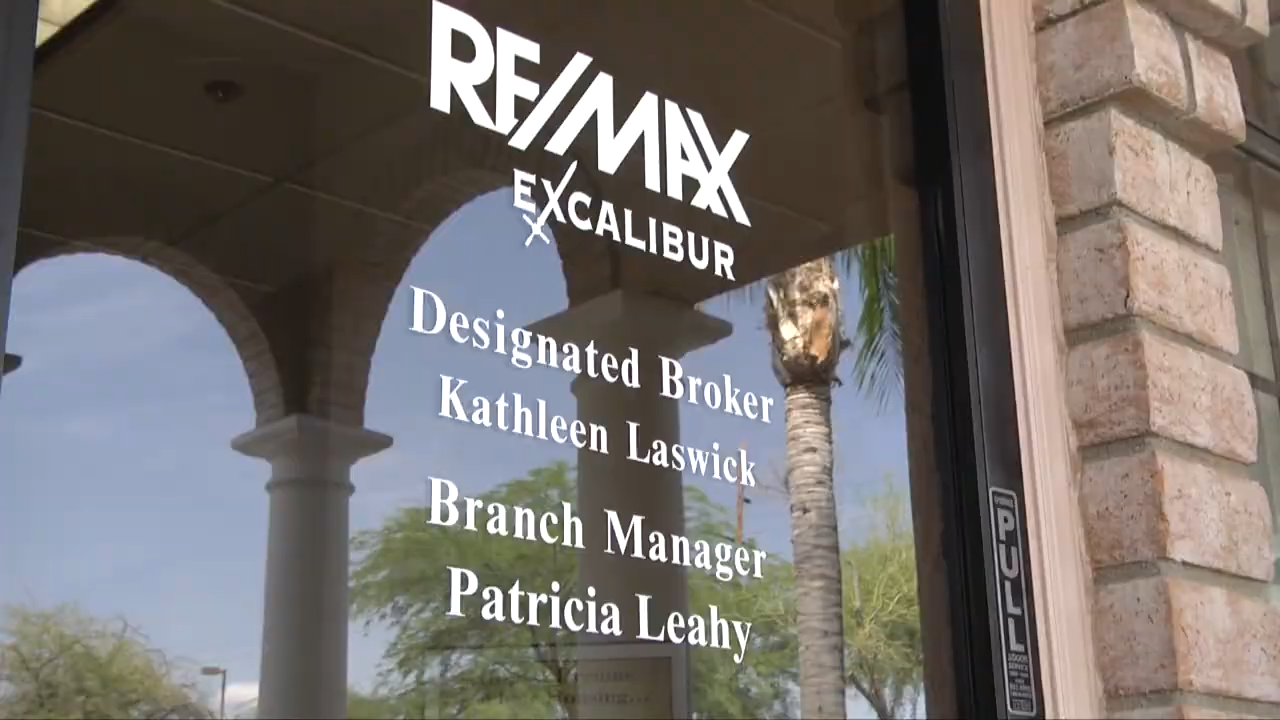 RE/MAX
EXCALIBUR
Designated Broker
Kathleen Laswick
Branch Manager
Patricia Leahy
PULL